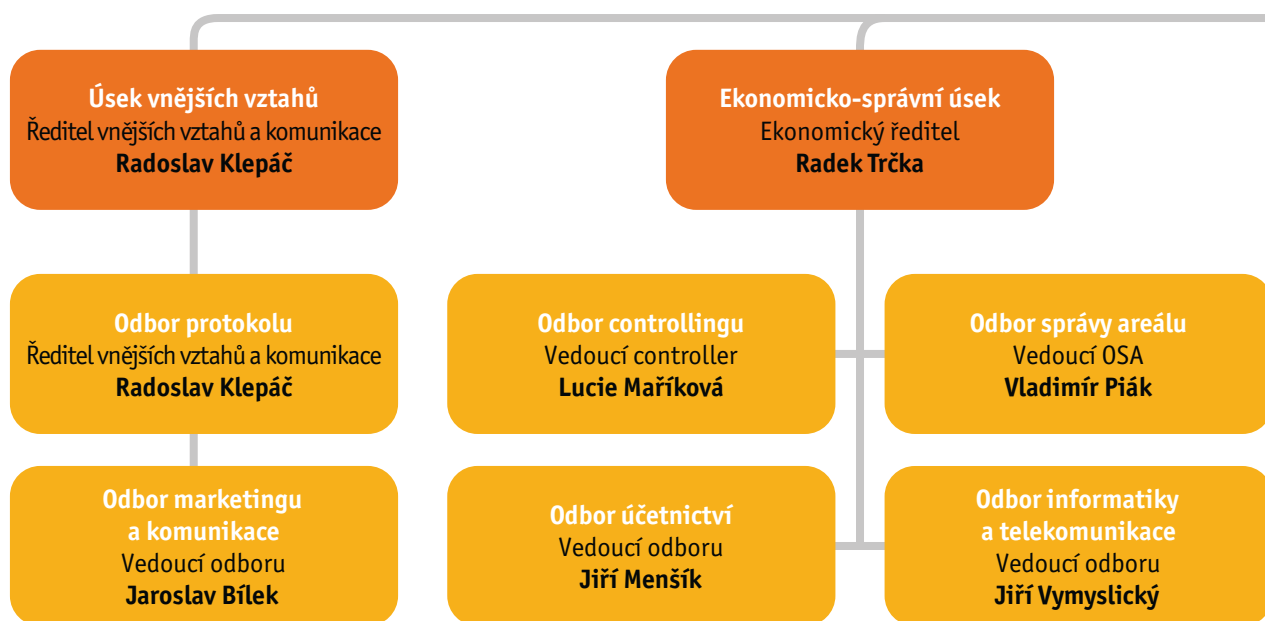 Úsek vnějších vztahů
Ředitel vnějších vztahů a komunikace
Radoslav Klepáč
Ekonomicko-správní úsek
Ekonomický ředitel
Radek Trčka
Odbor protokolu
Ředitel vnějších vztahů a komunikace
Radoslav Klepáč
Odbor controllingu
Vedoucí controller
Lucie Maříková
Odbor správy areálu
Vedoucí OSA
Vladimír Piák
Odbor marketingu
a komunikace
Vedoucí odboru
Jaroslav Bílek
Odbor účetnictví
Vedoucí odboru
Jiří Menšík
Odbor informatiky
a telekomunikace
Vedoucí odboru
Jiří Vymyslický